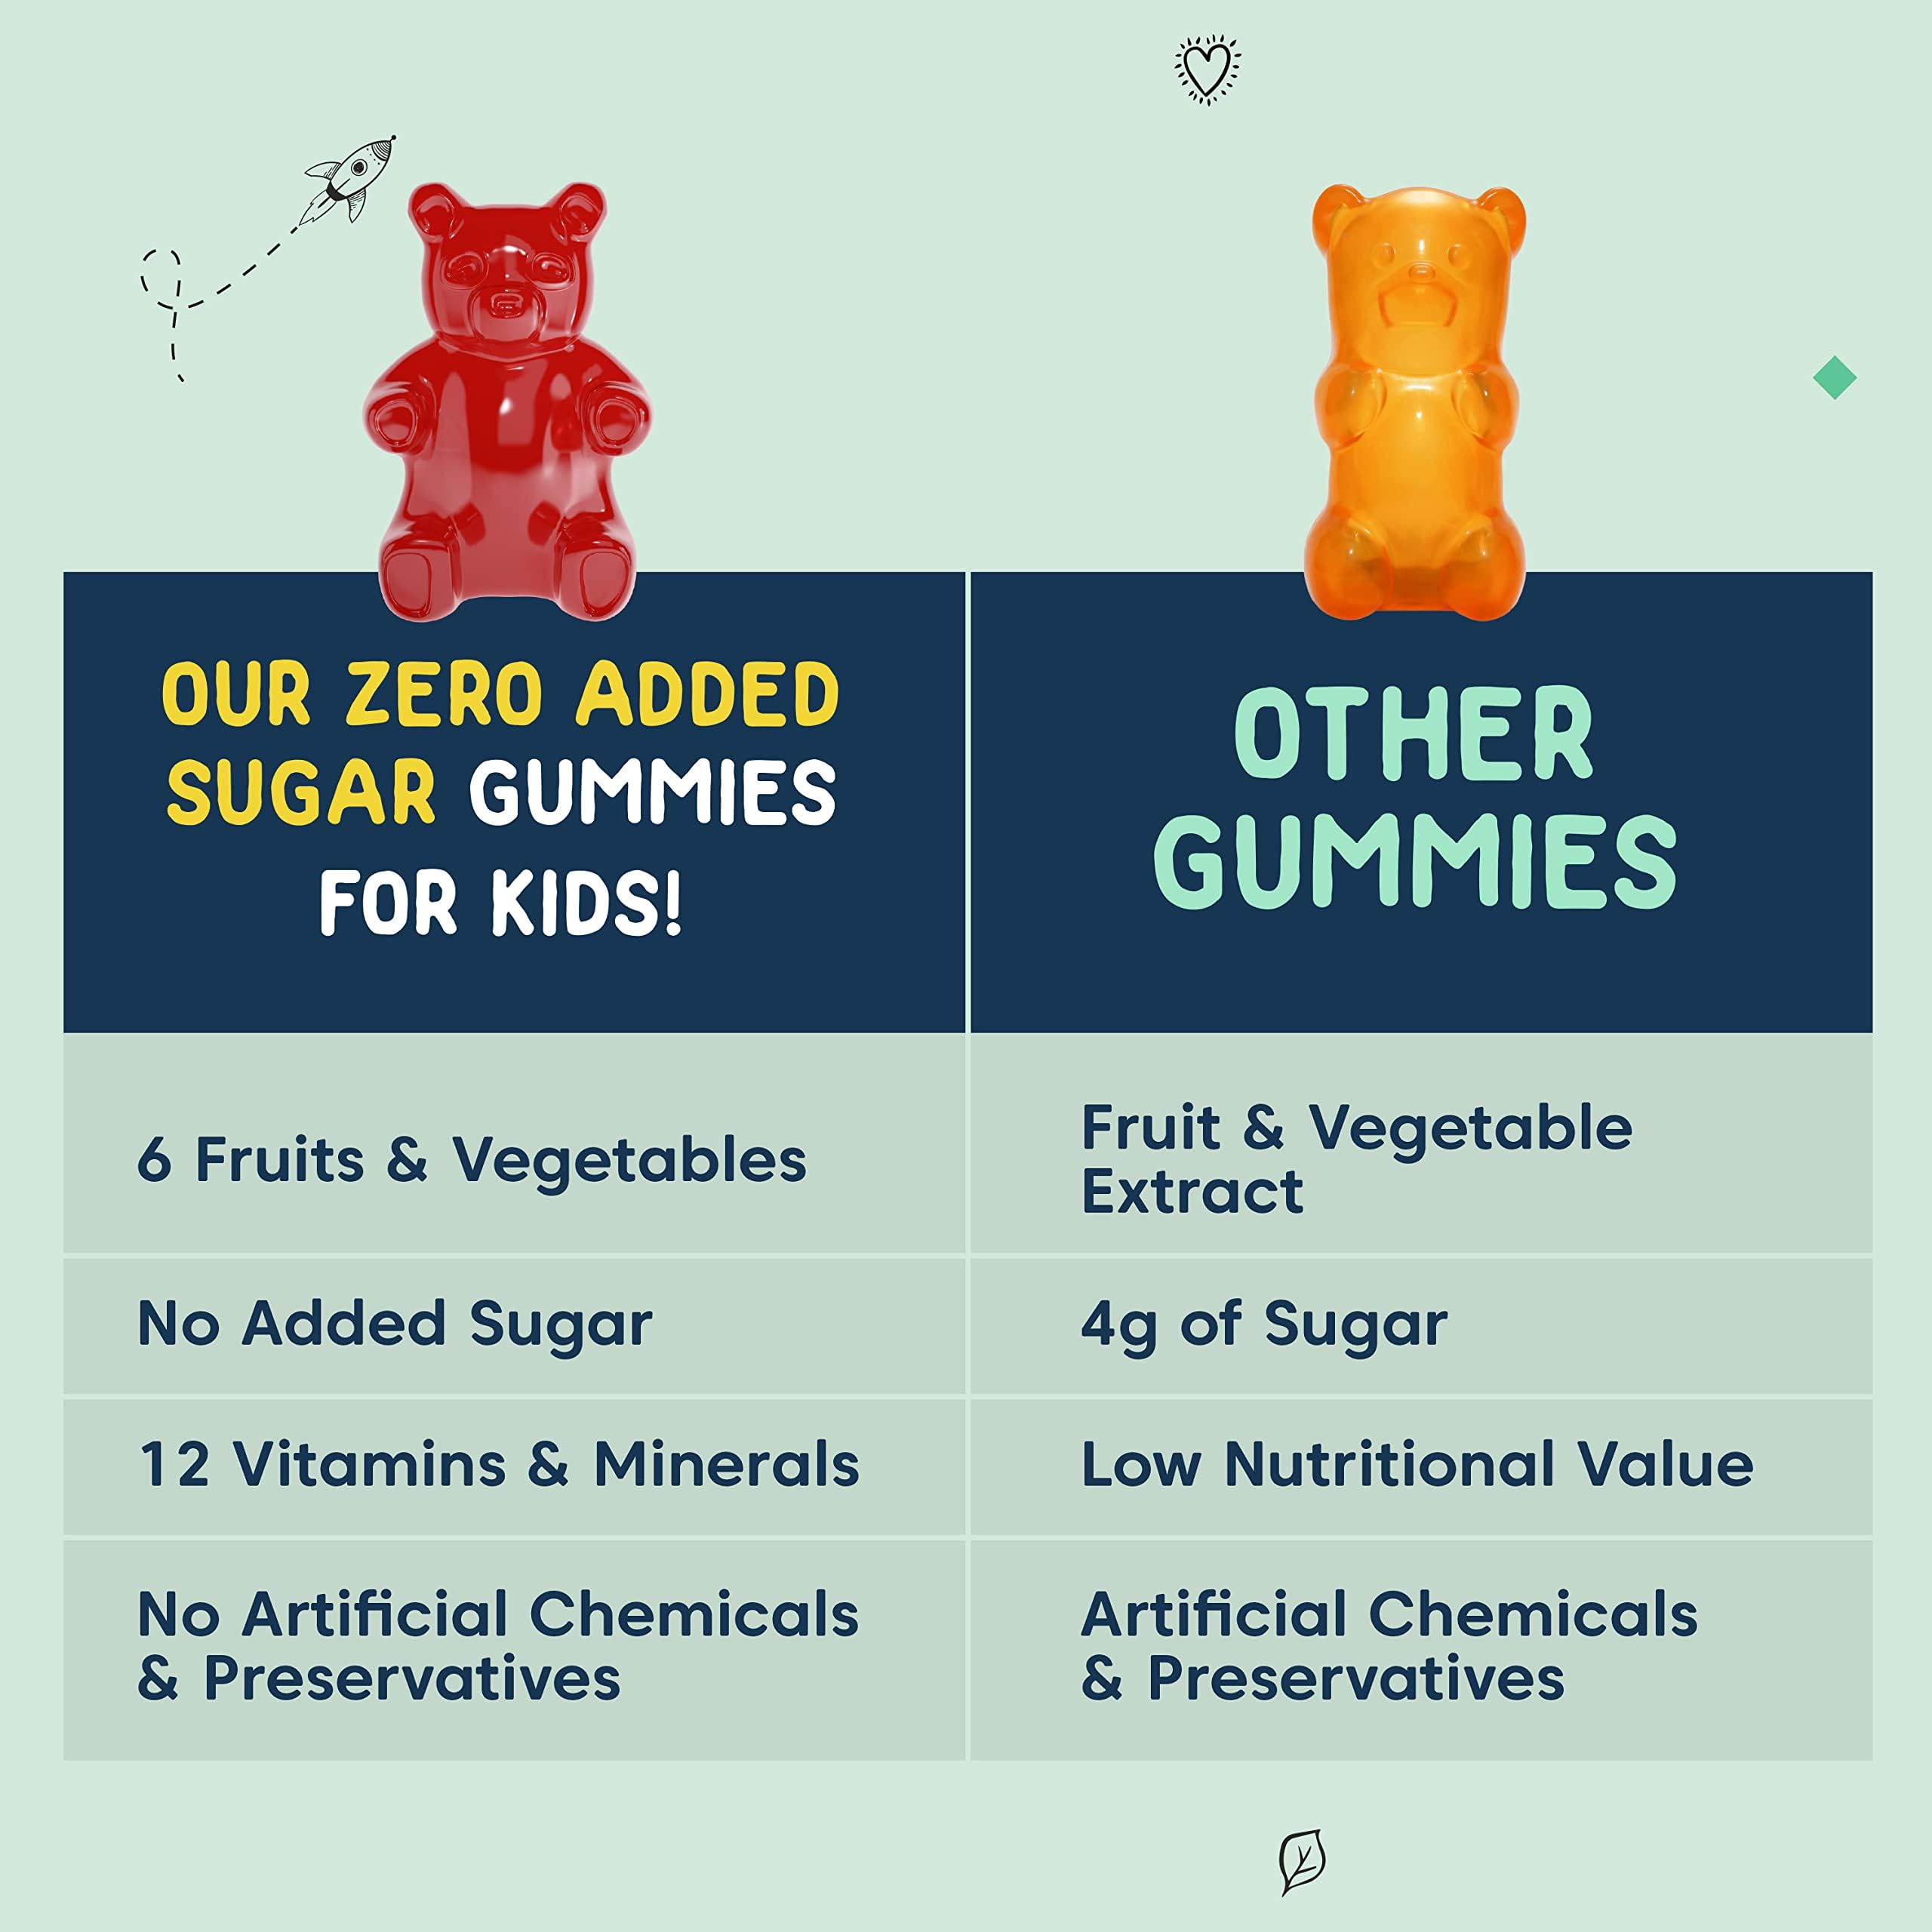 OUR ZERO ADDED
SUGAR GUMMIES
FOR KIDS!
OTHER
GUMMIES
6 Fruits & Vegetables
Fruit & Vegetable
Extract
No Added Sugar
4g of Sugar
12 Vitamins & Minerals
Low Nutritional Value
No Artificial Chemicals
& Preservatives
Artificial Chemicals
& Preservatives